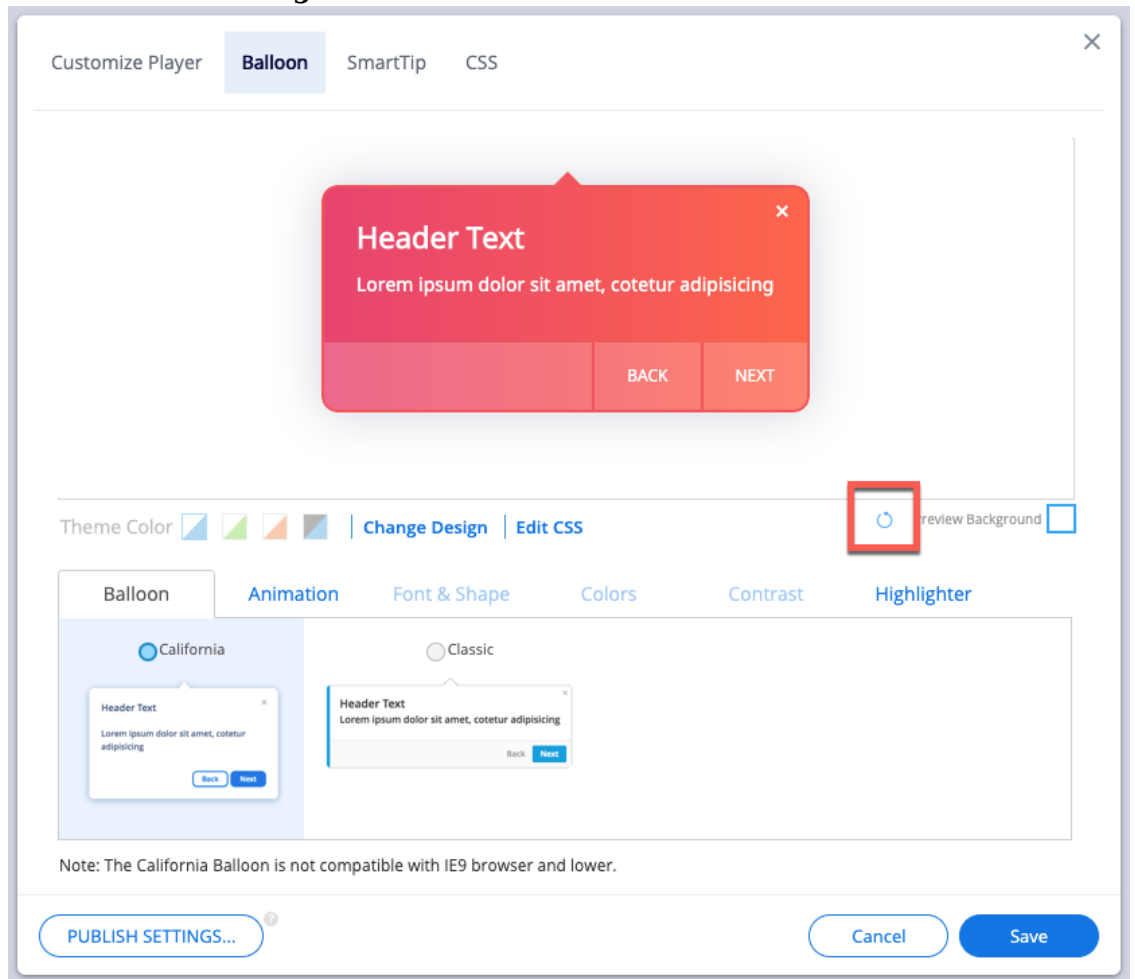 Customize Player Balloon SmartTip CSS
Header Text
Lorem ipsum dolor sit amet, cotetur adipisicing
BACK NEXT
Theme Color Change Design Edit CSS review Background
Balloon Animation Font & Shape Colors Contrast Highlighter
California Classic
Header Text
Lorem ipsum dolor sit amet, cotetur
adipisicing
Back Next
Header Text
Lorem ipsum dolor sit amet, cotetur adipisicing
Back Next
Note: The California Balloon is not compatible with IE9 browser and lower.
PUBLISH SETTINGS... ? Cancel Save